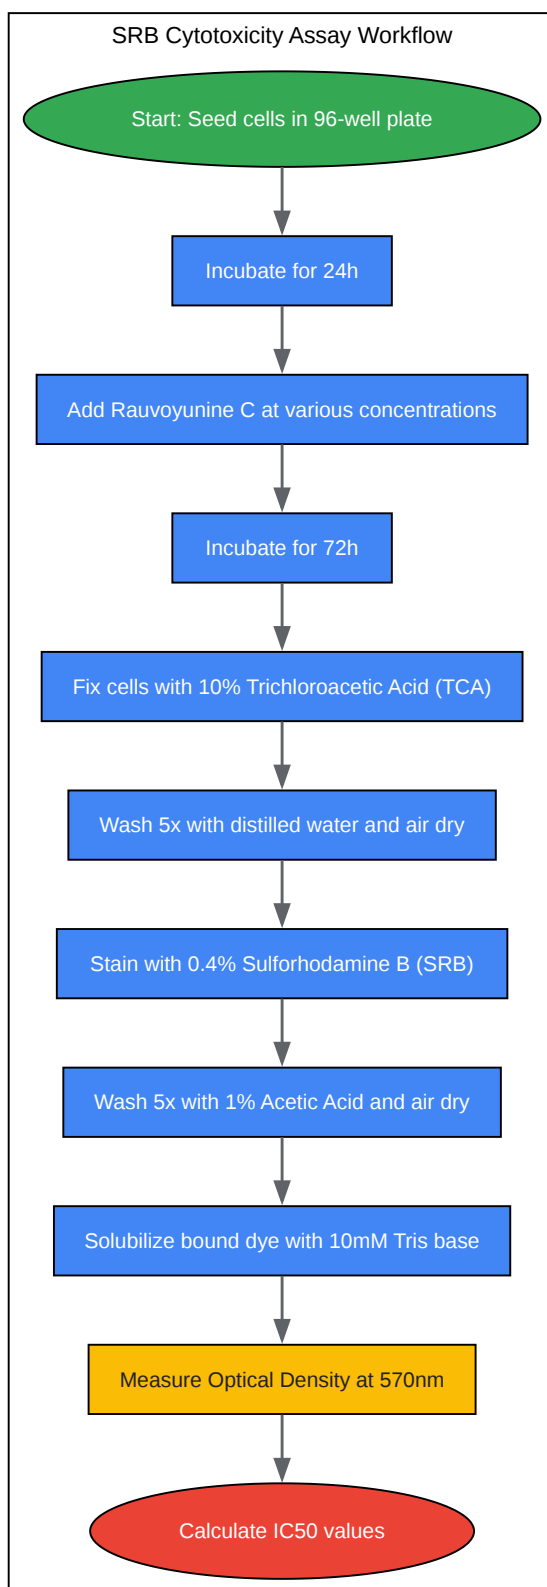 SRB Cytotoxicity Assay Workflow
Start: Seed cells in 96-well plate
Incubate for 24h
Add Rauvoyunine C at various concentrations
Incubate for 72h
Fix cells with 10% Trichloroacetic Acid (TCA)
Wash 5x with distilled water and air dry
Stain with 0.4% Sulforhodamine B (SRB)
Wash 5x with 1% Acetic Acid and air dry
Solubilize bound dye with 10mM Tris base
Measure Optical Density at 570nm
Calculate IC50 values